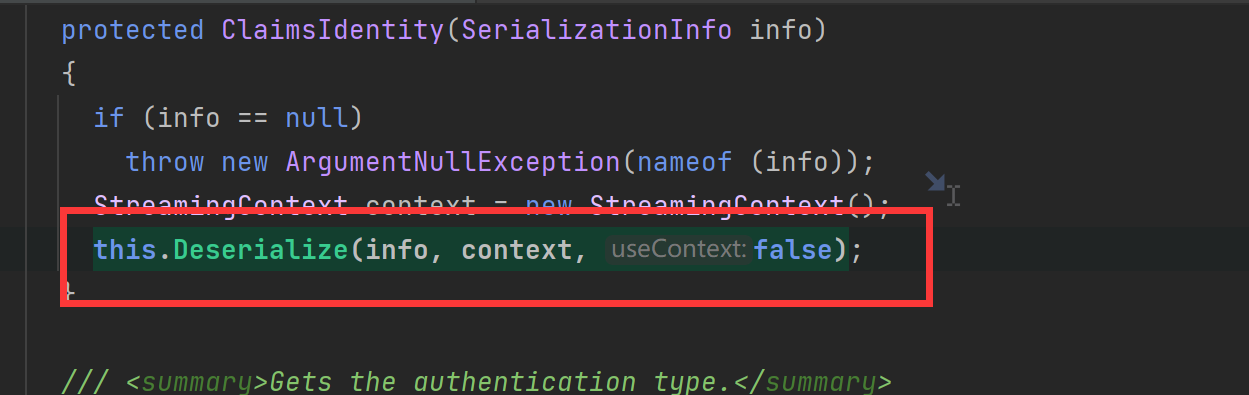 protected ClaimsIdentity(SerializationInfo info)
{
if (info == null)
throw new ArgumentNullException(nameof (info));
StreamingContext context = new StreamingContext();
this.Deserialize(info, context, useContext: false);
}
/// <summary>Gets the authentication type.</summary>